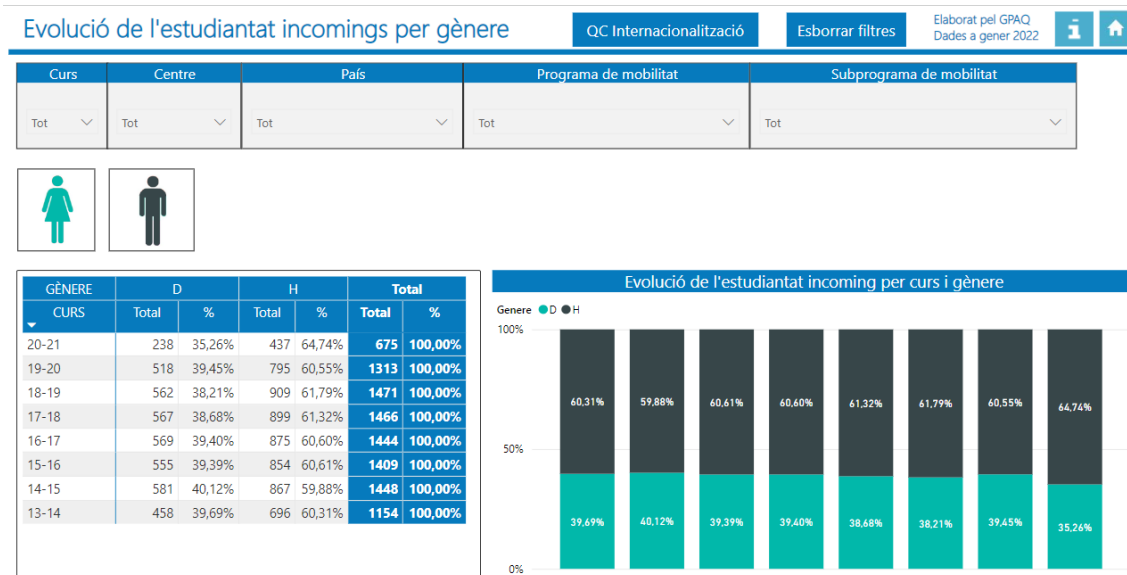 Evolució de l'estudiantat incomings per gènere
QC Internacionalització
Esborrar filtres
Elaborat pel GPAQ
Dades a gener 2022
Curs Centre País Programa de mobilitat Subprograma de mobilitat
Tot Tot Tot Tot Tot
GÈNERE D H Total
CURS Total % Total % Total %
20-21 238 35,26% 437 64,74% 675 100,00%
19-20 518 39,45% 795 60,55% 1313 100,00%
18-19 562 38,21% 909 61,79% 1471 100,00%
17-18 567 38,68% 899 61,32% 1466 100,00%
16-17 569 39,40% 875 60,60% 1444 100,00%
15-16 555 39,39% 854 60,61% 1409 100,00%
14-15 581 40,12% 867 59,88% 1448 100,00%
13-14 458 39,69% 696 60,31% 1154 100,00%
Evolució de l'estudiantat incoming per curs i gènere
Genere D H
100%
60,31% 59,88% 60,61% 60,60% 61,32% 61,79% 60,55% 64,74%
50%
39,69% 40,12% 39,39% 39,40% 38,68% 38,21% 39,45% 35,26%
0%